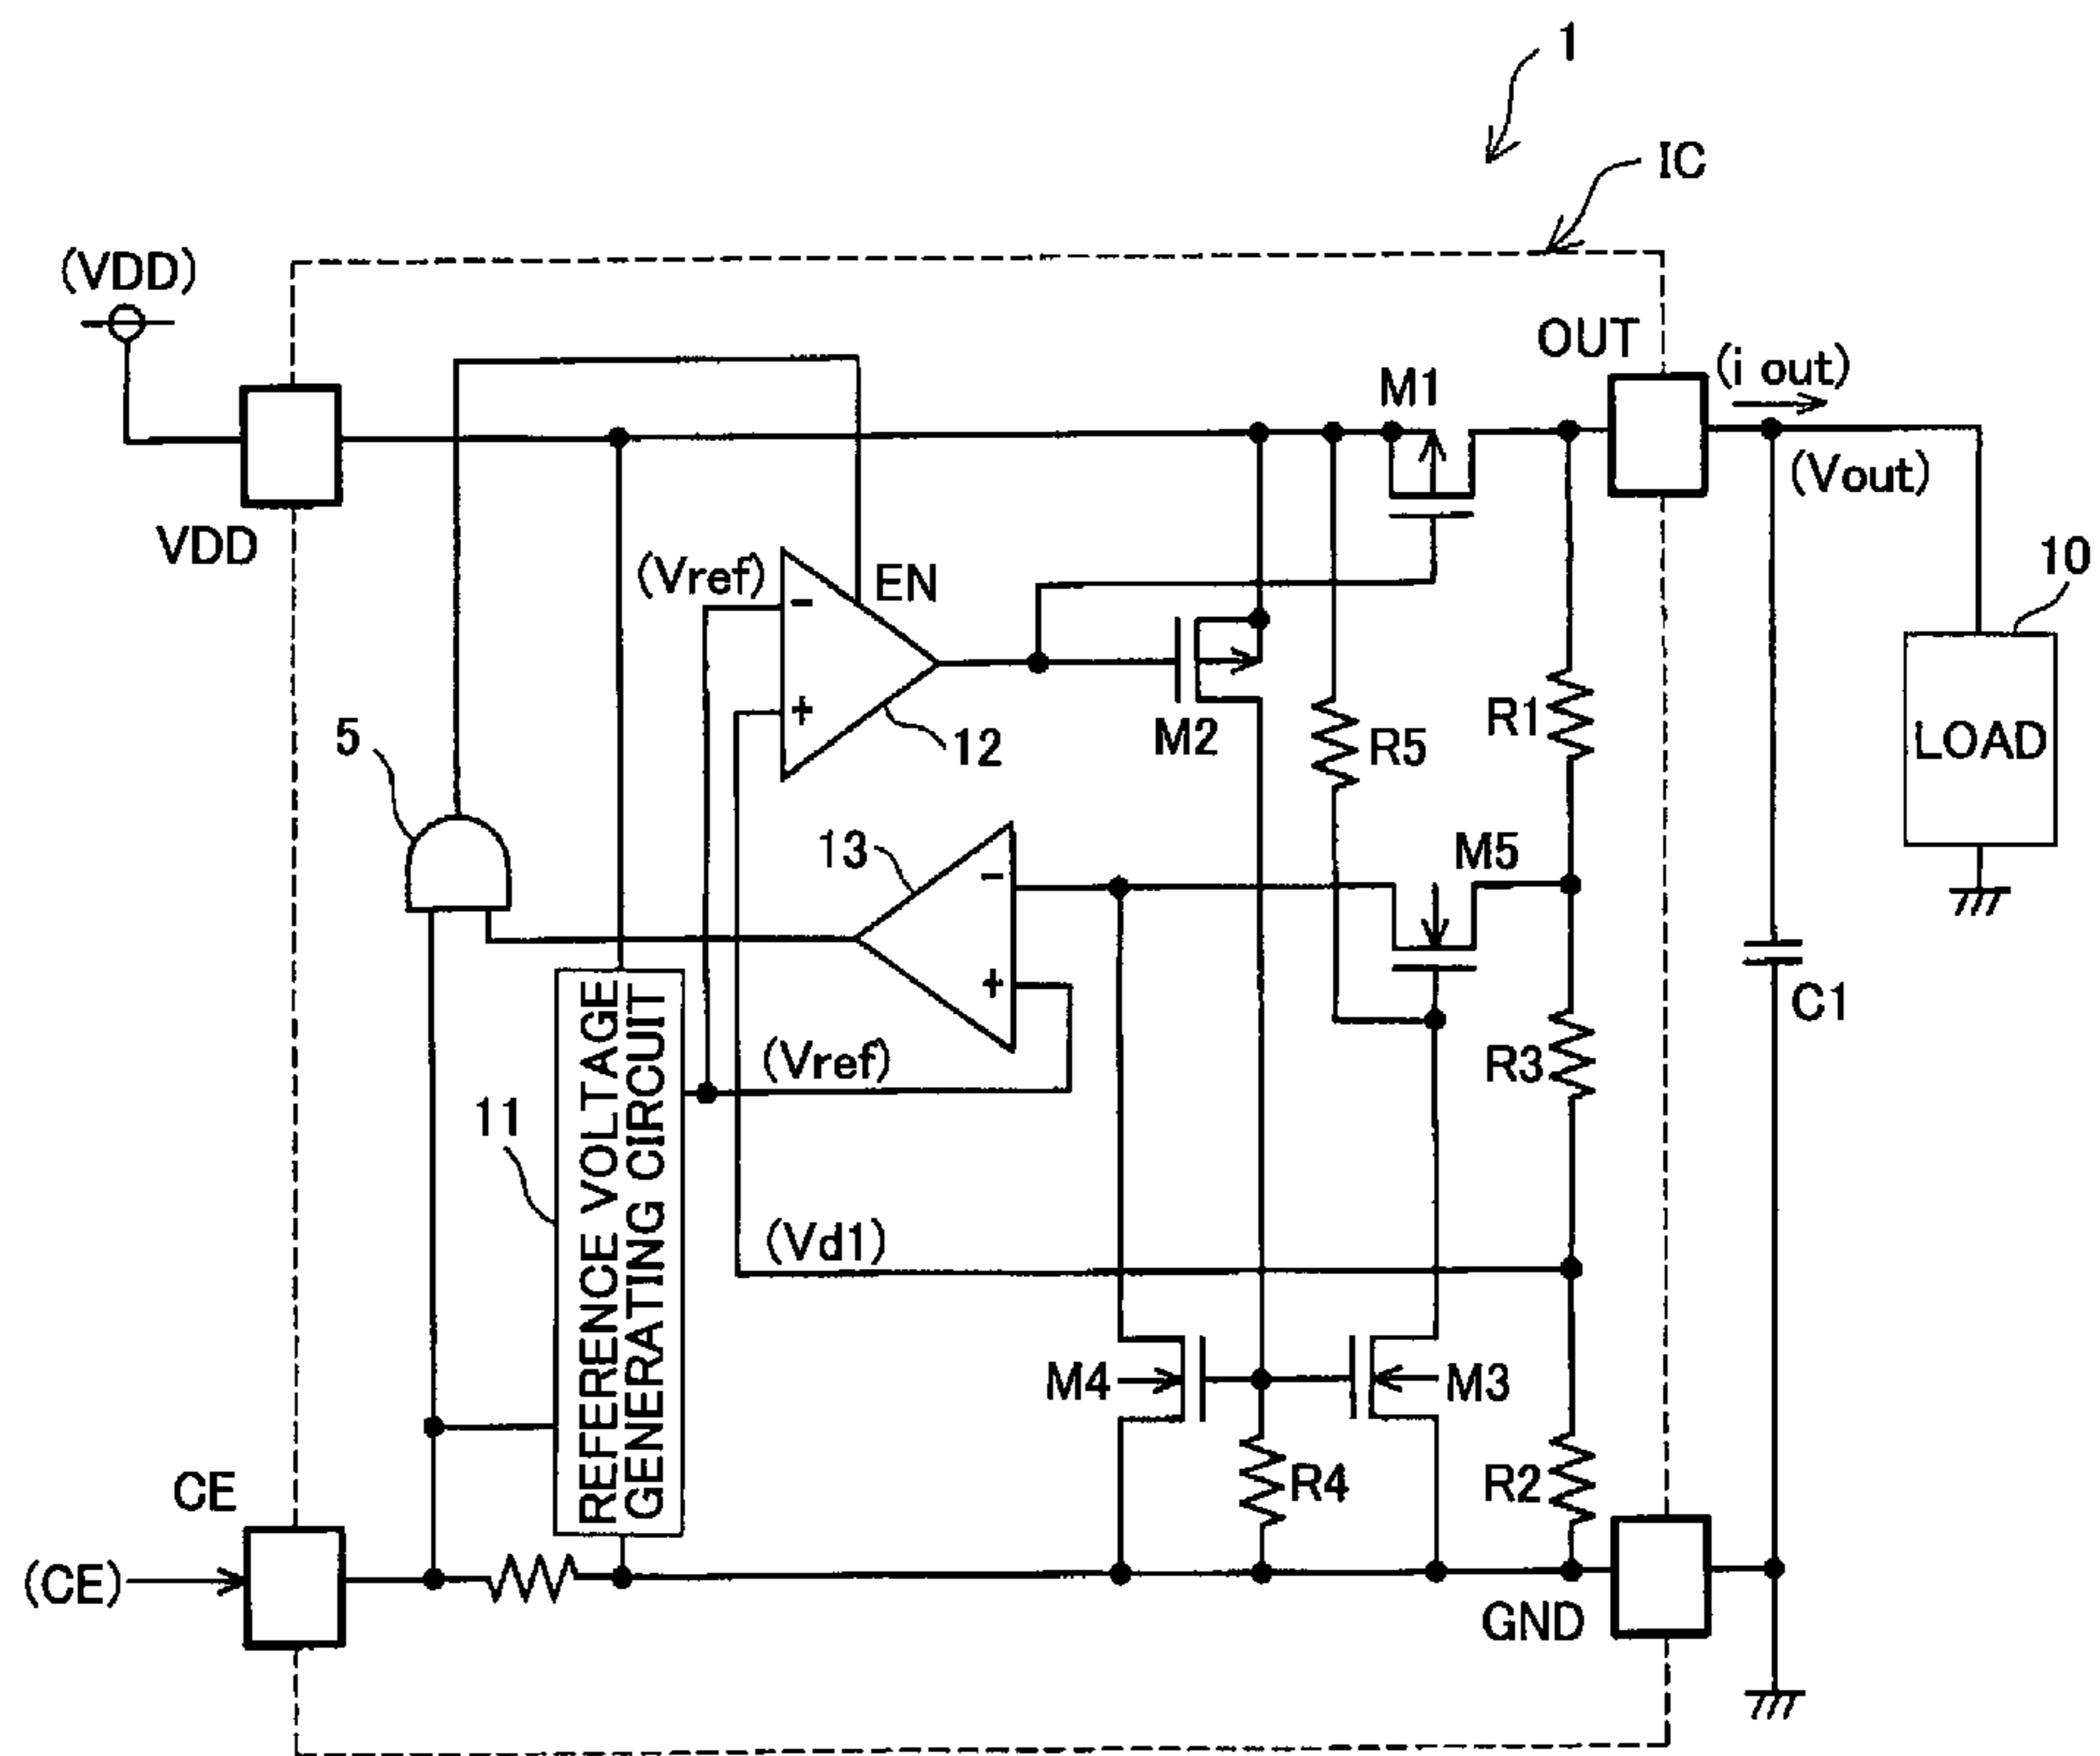 1
IC
(VDD)
OUT
(i out)
M1
(Vout)
VDD
(Vref)
-
EN
10
+
12
M2
R5
R1
LOAD
5
13
-
M5
+
C1
(Vref)
R3
11
REFERENCE VOLTAGE
GENERATING CIRCUIT
(Vd1)
M4
M3
CE
R4
R2
(CE)
GND